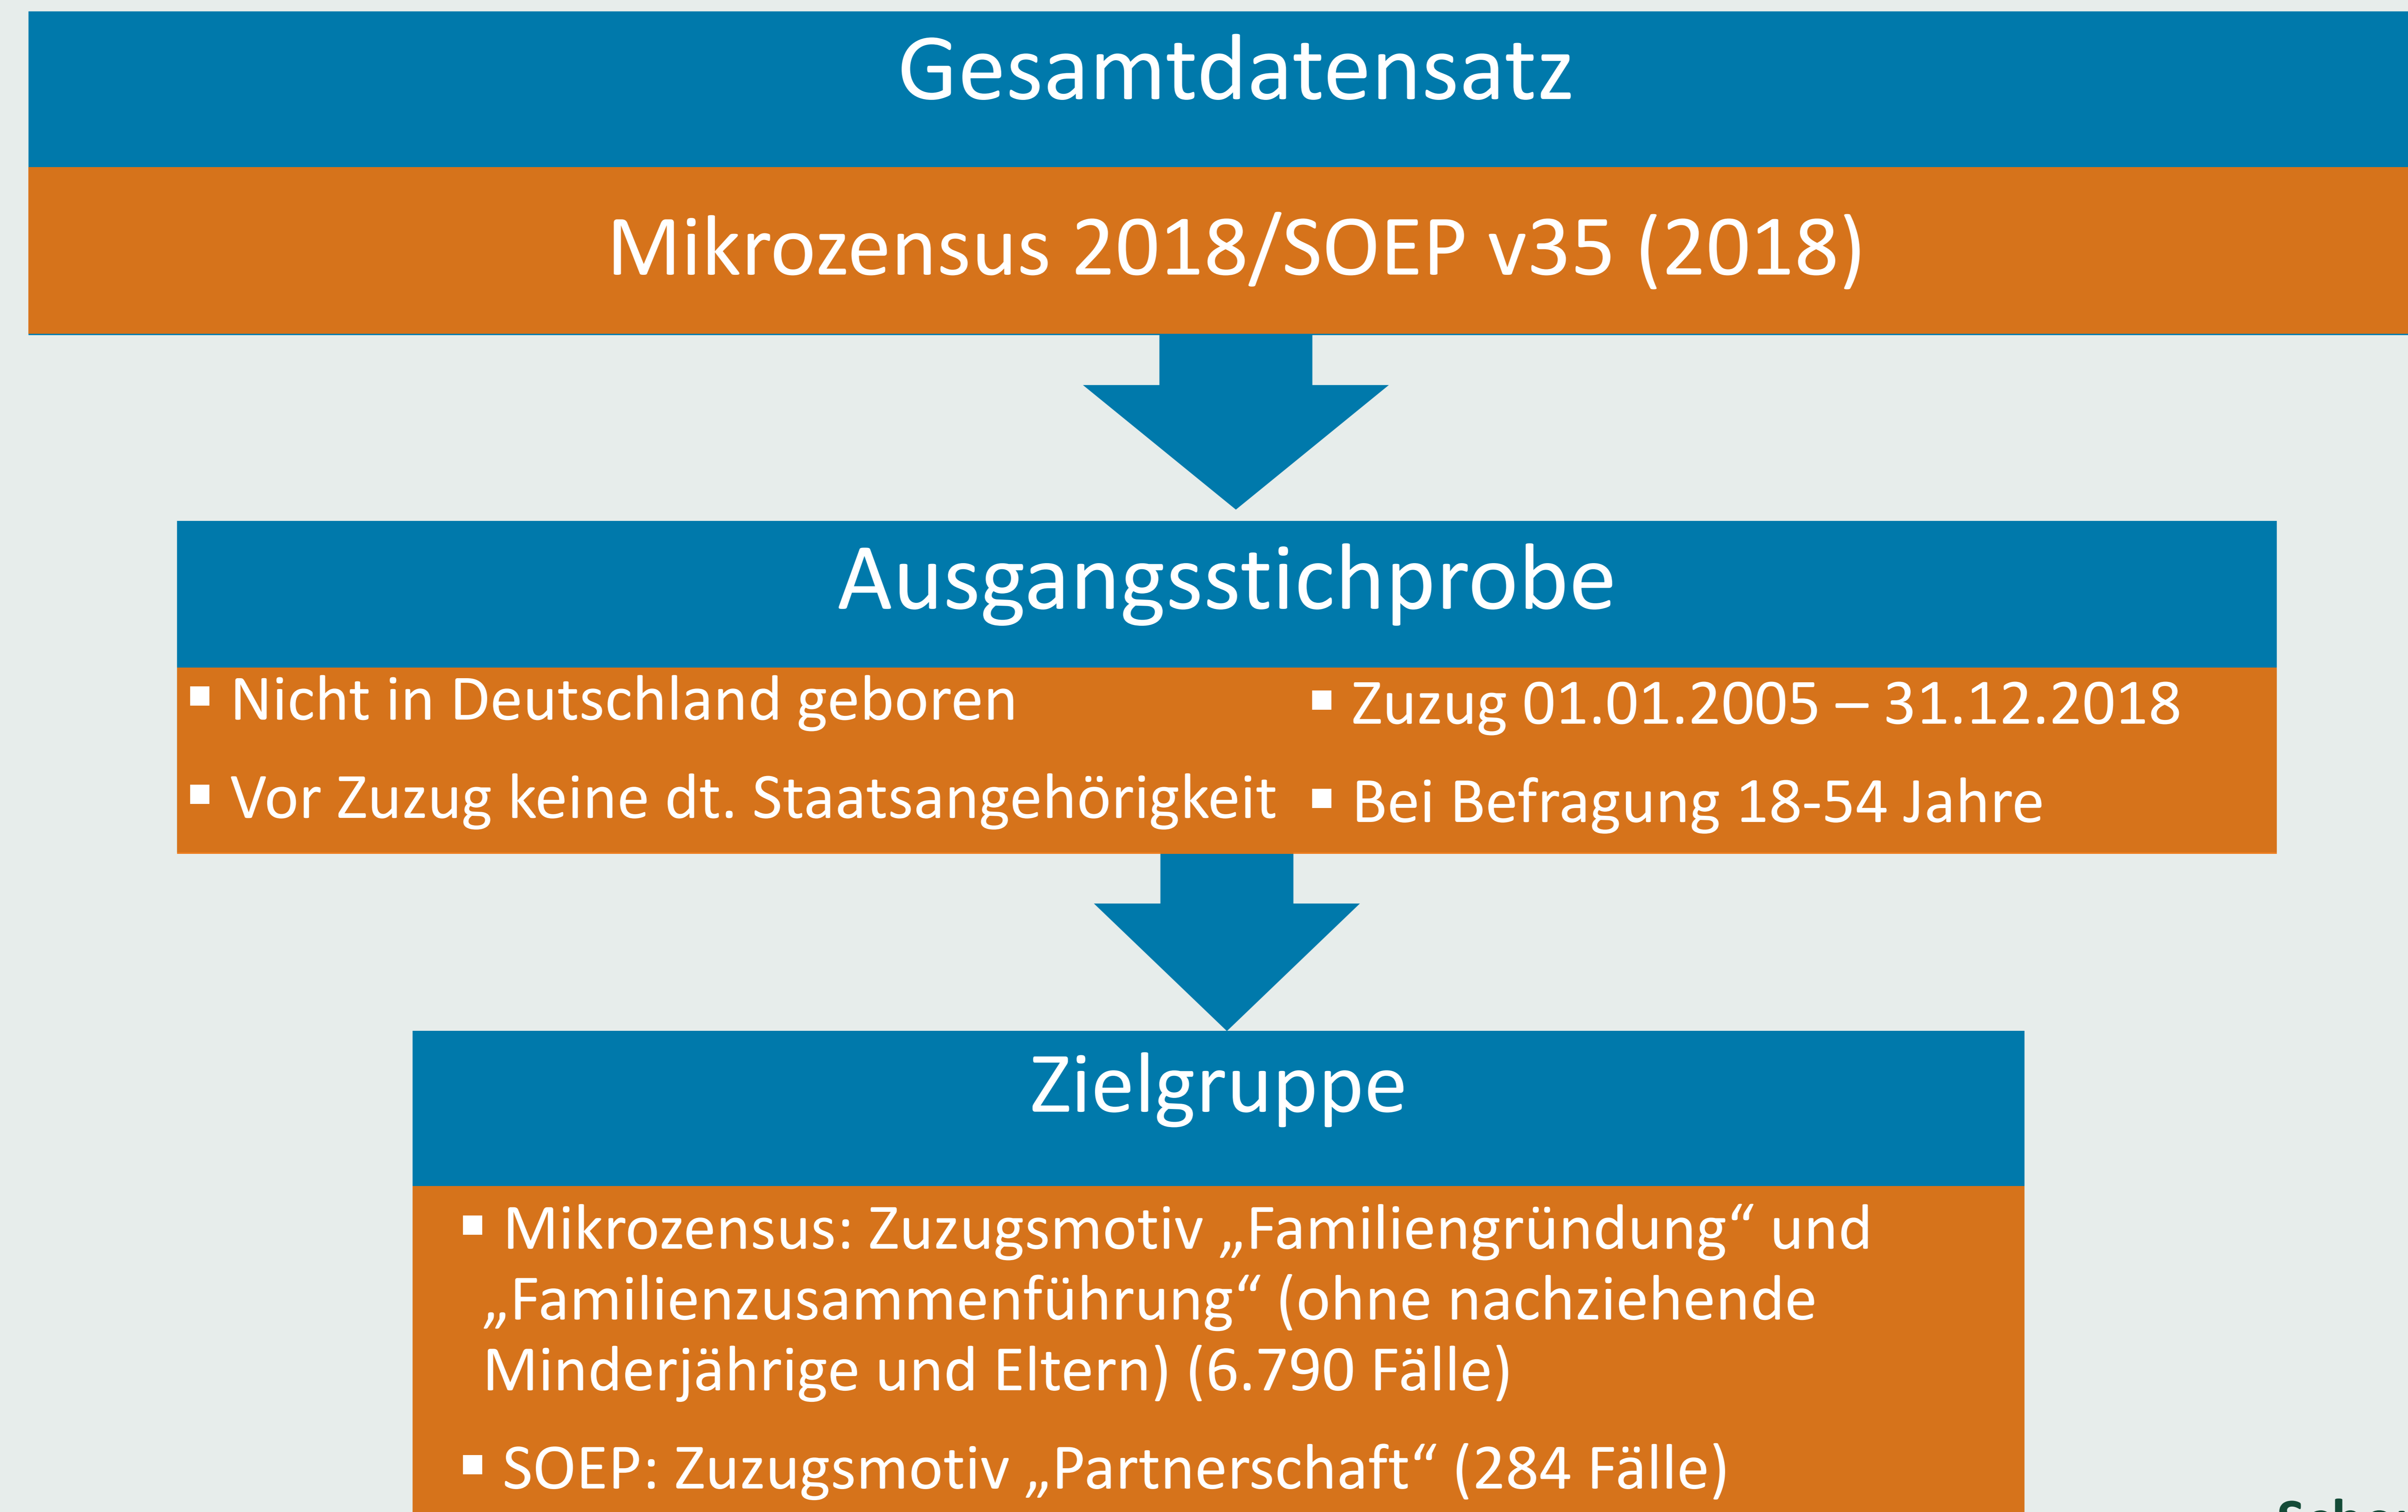 Gesamtdatensatz
Mikrozensus 2018/SOEP v35 (2018)
Ausgangsstichprobe
▪ Nicht in Deutschland geboren
▪ Vor Zuzug keine dt. Staatsangehörigkeit
▪ Zuzug 01.01.2005 – 31.12.2018
▪ Bei Befragung 18-54 Jahre
Zielgruppe
▪ Mikrozensus: Zuzugsmotiv „Familiengründung“ und
„Familienzusammenführung“ (ohne nachziehende
Minderjährige und Eltern) (6.790 Fälle)
▪ SOEP: Zuzugsmotiv „Partnerschaft“ (284 Fälle)